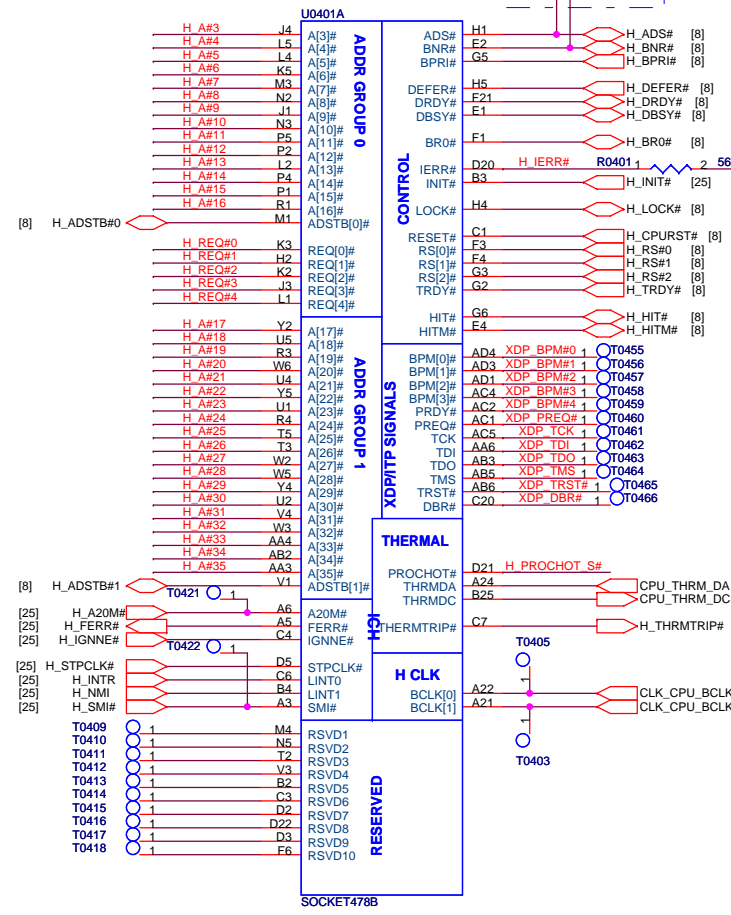 U0401A
H_A#3 J4 A[3]# ADDR GROUP 0 CONTROL ADS# H1 H_ADS# [8]
H_A#4 L5 A[4]# BNR# E2 H_BNR# [8]
H_A#5 L4 A[5]# BPRI# G5 H_BPRI# [8]
H_A#6 K5 A[6]#
H_A#7 M3 A[7]# DEFER# H5 H_DEFER# [8]
H_A#8 N2 A[8]# DRDY# F21 H_DRDY# [8]
H_A#9 J1 A[9]# DBSY# E1 H_DBSY# [8]
H_A#10 N3 A[10]#
H_A#11 P5 A[11]# BR0# F1 H_BR0# [8]
H_A#12 P2 A[12]#
H_A#13 L2 A[13]# IERR# D20 H_IERR# R0401 1 2 56
H_A#14 P4 A[14]# INIT# B3 H_INIT# [25]
H_A#15 P1 A[15]#
H_A#16 R1 A[16]# LOCK# H4 H_LOCK# [8]
[8] H_ADSTB#0 M1 ADSTB[0]#
RESET# C1 H_CPURST# [8]
H_REQ#0 K3 REQ[0]# RS[0]# F3 H_RS#0 [8]
H_REQ#1 H2 REQ[1]# RS[1]# F4 H_RS#1 [8]
H_REQ#2 K2 REQ[2]# RS[2]# G3 H_RS#2 [8]
H_REQ#3 J3 REQ[3]# TRDY# G2 H_TRDY# [8]
H_REQ#4 L1 REQ[4]#
HIT# G6 H_HIT# [8]
HITM# E4 H_HITM# [8]
H_A#17 Y2 A[17]# ADDR GROUP 1 XDP/ITP SIGNALS
H_A#18 U5 A[18]#
H_A#19 R3 A[19]# BPM[0]# AD4 XDP_BPM#0 1 T0455
H_A#20 W6 A[20]# BPM[1]# AD3 XDP_BPM#1 1 T0456
H_A#21 U4 A[21]# BPM[2]# AD1 XDP_BPM#2 1 T0457
H_A#22 Y5 A[22]# BPM[3]# AC4 XDP_BPM#3 1 T0458
H_A#23 U1 A[23]# PRDY# AC2 XDP_BPM#4 1 T0459
H_A#24 R4 A[24]# PREQ# AC1 XDP_PREQ# 1 T0460
H_A#25 T5 A[25]# TCK AC5 XDP_TCK 1 T0461
H_A#26 T3 A[26]# TDI AA6 XDP_TDI 1 T0462
H_A#27 W2 A[27]# TDO AB3 XDP_TDO 1 T0463
H_A#28 W5 A[28]# TMS AB5 XDP_TMS 1 T0464
H_A#29 Y4 A[29]# TRST# AB6 XDP_TRST# 1 T0465
H_A#30 U2 A[30]# DBR# C20 XDP_DBR# 1 T0466
H_A#31 V4 A[31]#
H_A#32 W3 A[32]#
H_A#33 AA4 A[33]# THERMAL
H_A#34 AB2 A[34]#
H_A#35 AA3 A[35]# PROCHOT# D21 H_PROCHOT_S#
[8] H_ADSTB#1 V1 ADSTB[1]# THRMDA A24 CPU_THRM_DA
T0421 1 THRMDC B25 CPU_THRM_DC
[25] H_A20M# A6 A20M# ICH
[25] H_FERR# A5 FERR# THERMTRIP# C7 H_THRMTRIP#
[25] H_IGNNE# C4 IGNNE#
T0422 1 T0405 1
[25] H_STPCLK# D5 STPCLK# H CLK
[25] H_INTR C6 LINT0
[25] H_NMI B4 LINT1 BCLK[0] A22 CLK_CPU_BCLK
[25] H_SMI# A3 SMI# BCLK[1] A21 CLK_CPU_BCLK
1 T0403
T0409 1 M4 RSVD1 RESERVED
T0410 1 N5 RSVD2
T0411 1 T2 RSVD3
T0412 1 V3 RSVD4
T0413 1 B2 RSVD5
T0414 1 C3 RSVD6
T0415 1 D2 RSVD7
T0416 1 D22 RSVD8
T0417 1 D3 RSVD9
T0418 1 F6 RSVD10
SOCKET478B